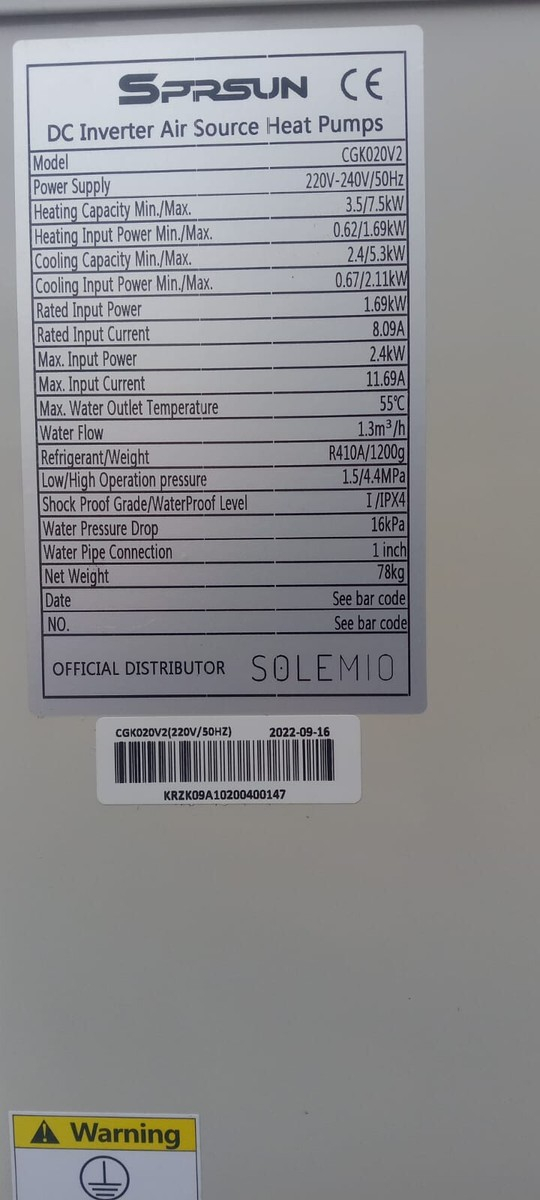 SPRSUN CE
DC Inverter Air Source Heat Pumps
Model CGK020V2
Power Supply 220V-240V/50Hz
Heating Capacity Min./Max. 3.5/7.5kW
Heating Input Power Min./Max. 0.62/1.69kW
Cooling Capacity Min./Max. 2.4/5.3kW
Cooling Input Power Min./Max. 0.67/2.11kW
Rated Input Power 1.69kW
Rated Input Current 8.09A
Max. Input Power 2.4kW
Max. Input Current 11.69A
Max. Water Outlet Temperature 55℃
Water Flow 1.3m³/h
Refrigerant/Weight R410A/1200g
Low/High Operation pressure 1.5/4.4MPa
Shock Proof Grade/WaterProof Level I/IPX4
Water Pressure Drop 16kPa
Water Pipe Connection 1 inch
Net Weight 78kg
Date See bar code
NO. See bar code
OFFICIAL DISTRIBUTOR SOLEMIO
CGK020V2(220V/50HZ) 2022-09-16
KRZK09A10200400147
Warning